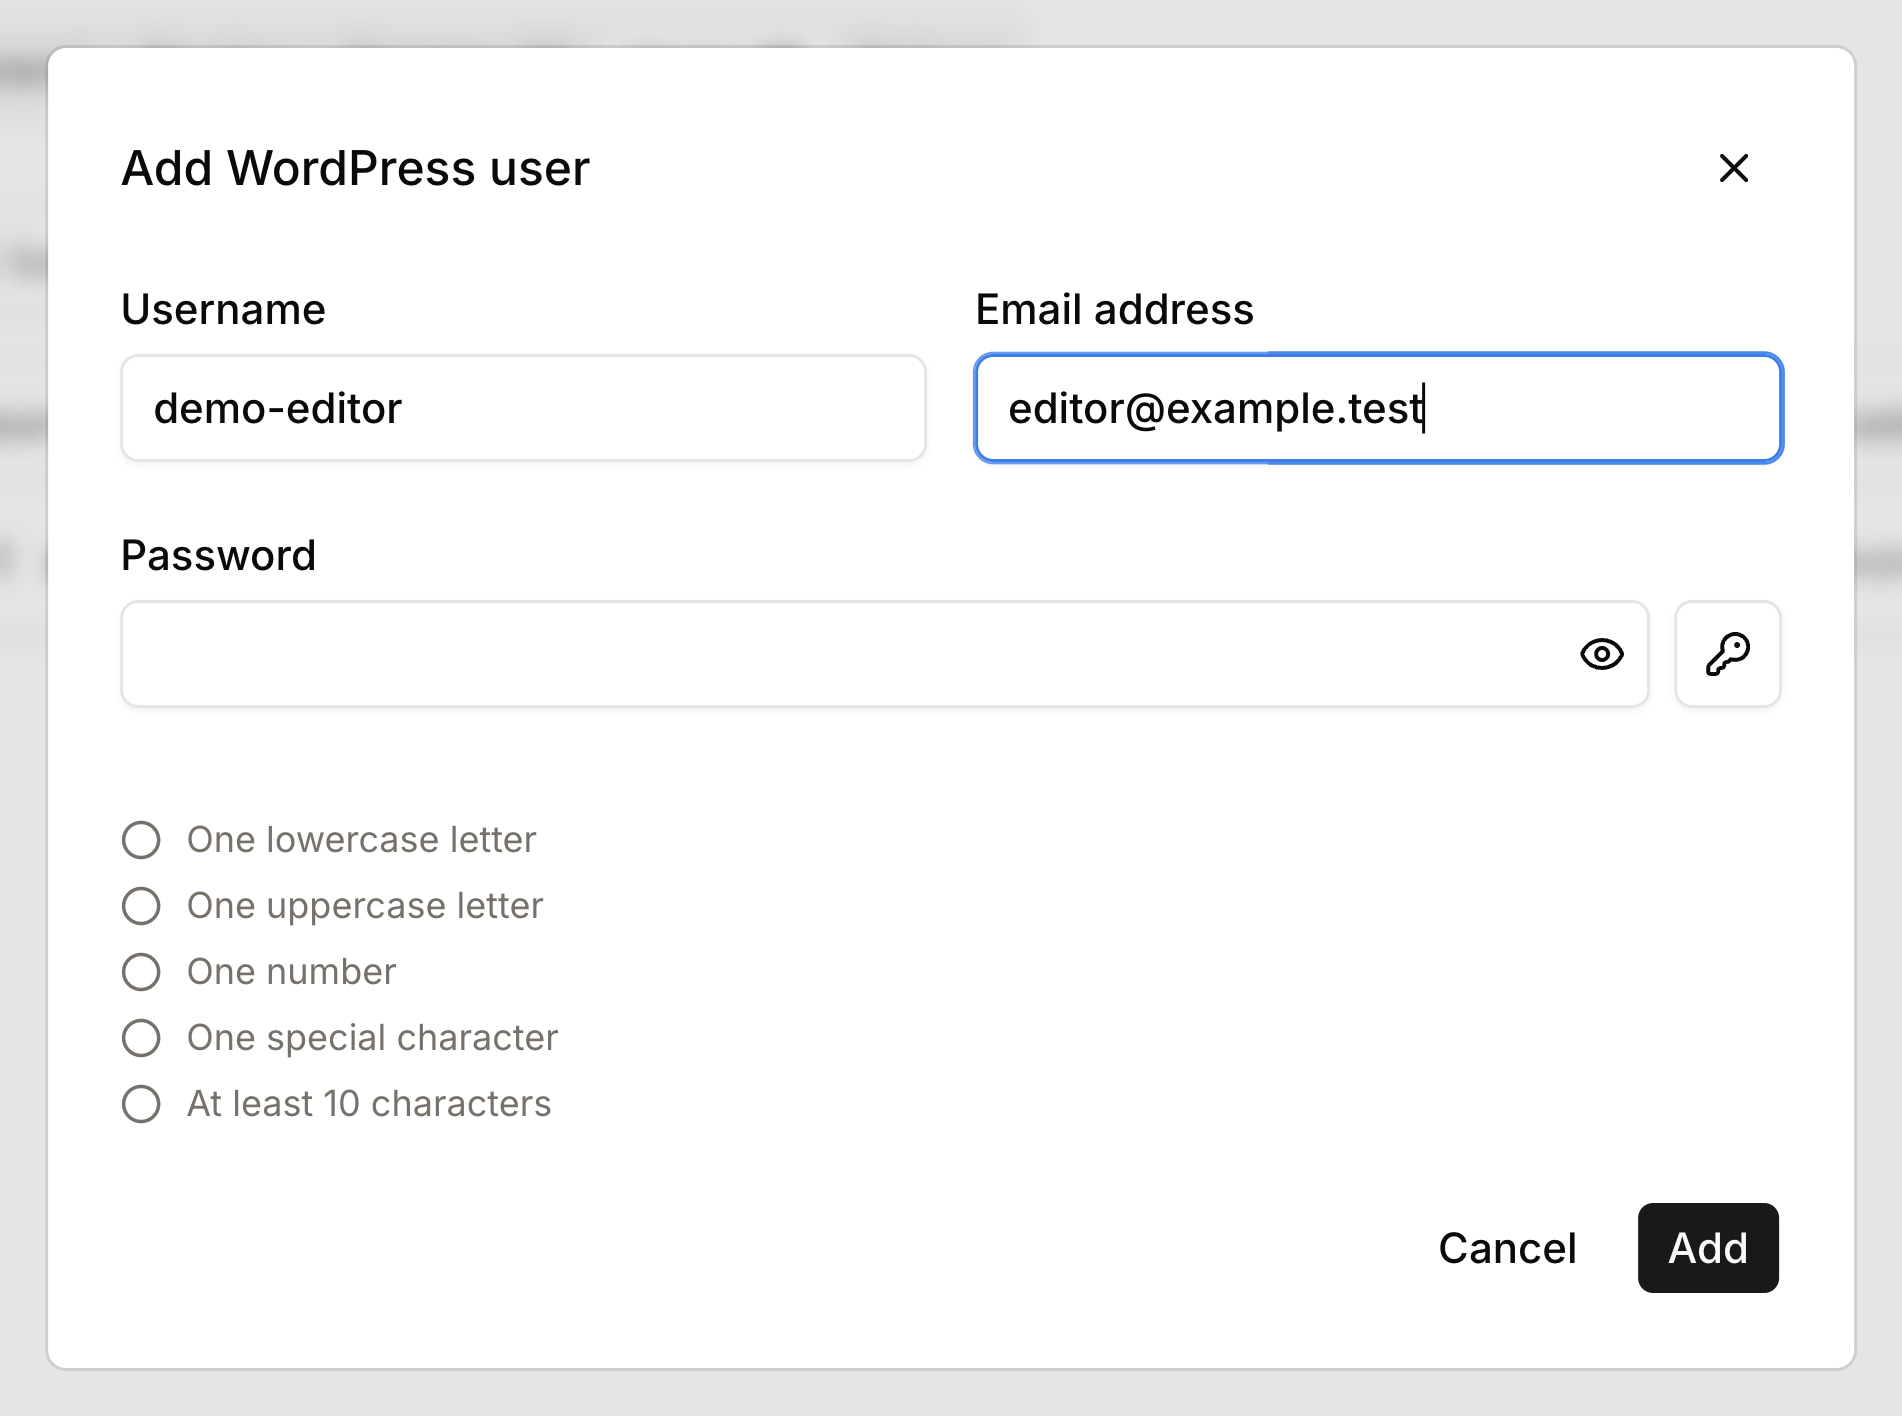 Add WordPress user
Username
Email address
demo-editor
editor@example.test
Password
One lowercase letter
One uppercase letter
One number
One special character
At least 10 characters
Cancel
Add